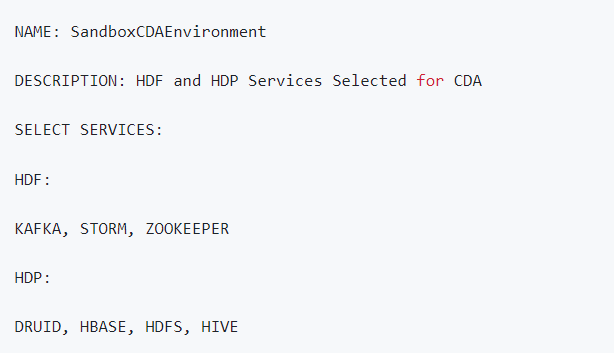 NAME: SandboxCDAEnvironment
DESCRIPTION: HDF and HDP Services Selected for CDA
SELECT SERVICES:
HDF:
KAFKA, STORM, ZOOKEEPER
HDP:
DRUID, HBASE, HDFS, HIVE